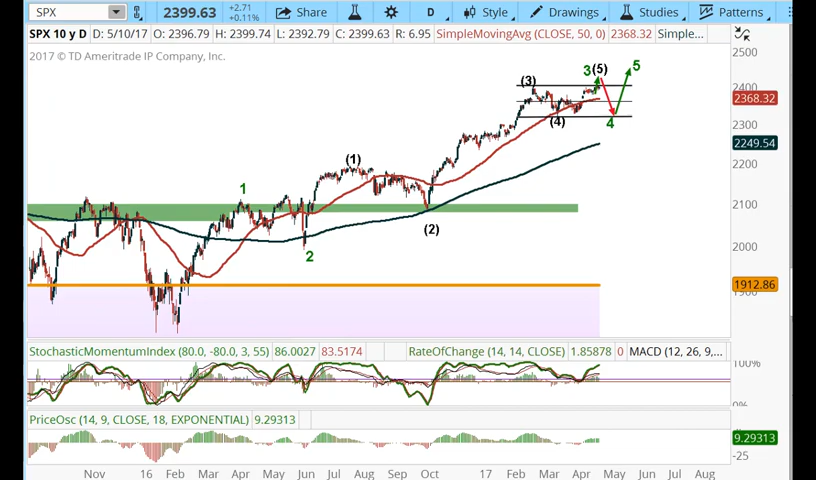 SPX 2399.63 +2.71 +0.11% Share D Style Drawings Studies Patterns
SPX 10 y D D: 5/10/17 O: 2396.79 H: 2399.74 L: 2392.79 C: 2399.63 R: 6.95 SimpleMovingAvg (CLOSE, 50, 0) 2368.32 Simple...
2017 © TD Ameritrade IP Company, Inc.
2500
3 (5) 5
(3)
2400
2368.32
(4) 4
2300
2249.54
(1)
2200
1
2100
(2)
2000
2
1912.86
1900
StochasticMomentumIndex (80.0, -80.0, 3, 55) 86.0027 83.5174 RateOfChange (14, 14, CLOSE) 1.85878 0 MACD (12, 26, 9,...
100%
0%
PriceOsc (14, 9, CLOSE, 18, EXPONENTIAL) 9.29313
9.29313
-25
Nov 16 Feb Mar Apr May Jun Jul Aug Sep Oct 17 Feb Mar Apr May Jun Jul Aug